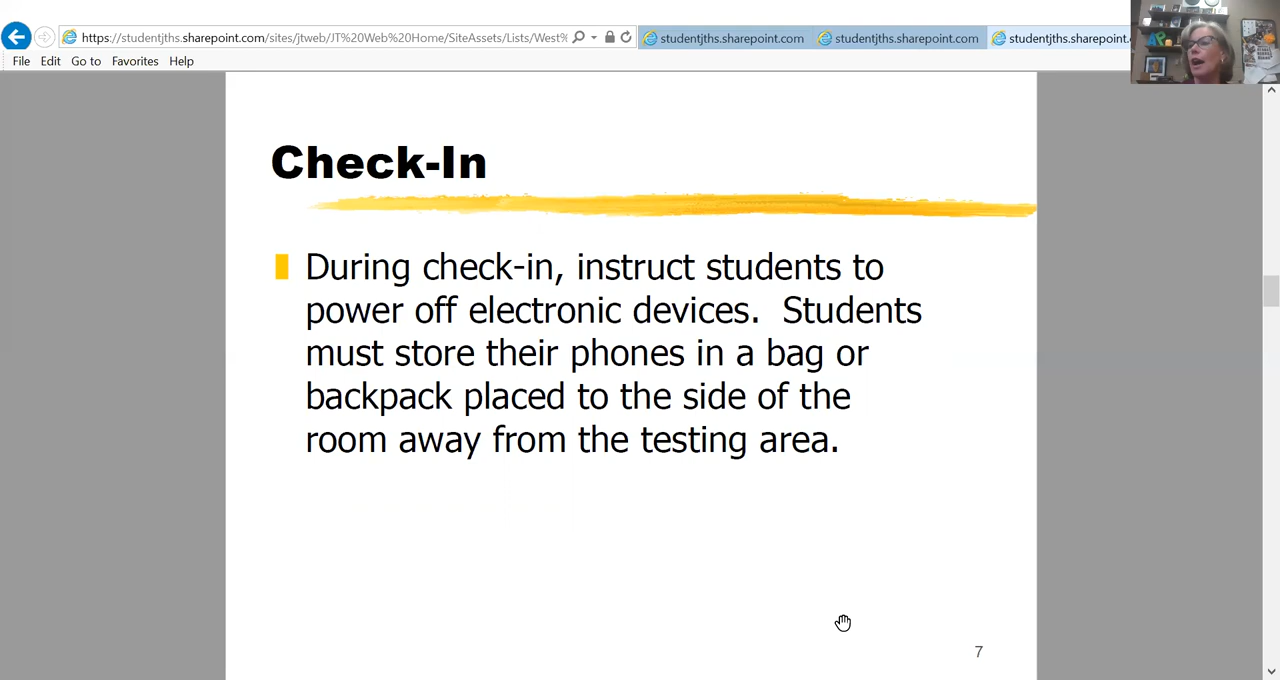 https://studentjths.sharepoint.com/sites/jtweb/JT%20Web%20Home/SiteAssets/Lists/West%
studentjths.sharepoint.com
studentjths.sharepoint.com
studentjths.sharepoint.
File Edit Go to Favorites Help
Check-In
During check-in, instruct students to
power off electronic devices.  Students
must store their phones in a bag or
backpack placed to the side of the
room away from the testing area.
7